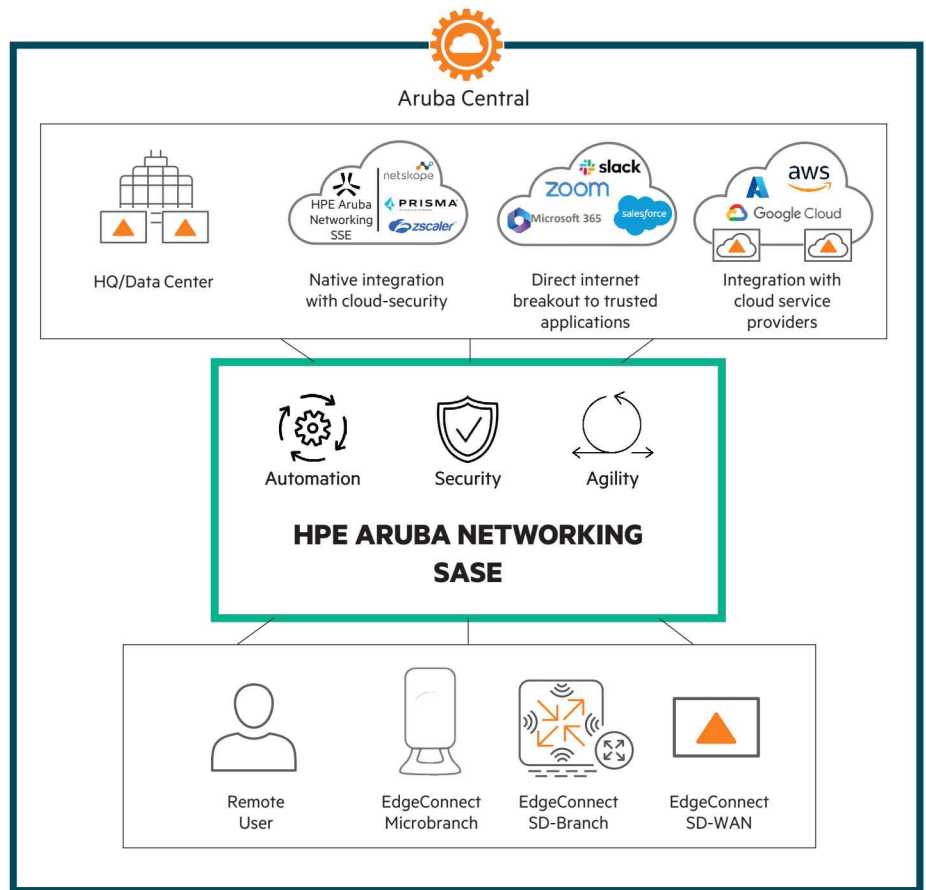 Aruba Central
HPE Aruba
Networking
SSE
netskope
PRISMA
zscaler
slack
zoom
Microsoft 365
salesforce
aws
Google Cloud
HQ/Data Center
Native integration
with cloud-security
Direct internet
breakout to trusted
applications
Integration with
cloud service
providers
Automation
Security
Agility
HPE ARUBA NETWORKING
SASE
Remote
User
EdgeConnect
Microbranch
EdgeConnect
SD-Branch
EdgeConnect
SD-WAN